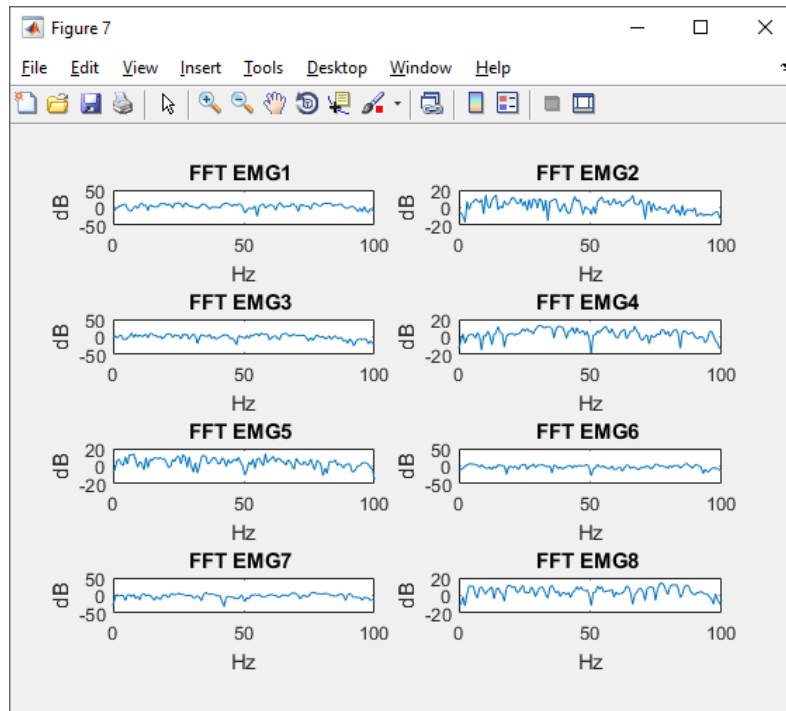 Figure 7
File Edit View Insert Tools Desktop Window Help
FFT EMG1
50
0
-50
dB
0 50 100
Hz
FFT EMG2
20
0
-20
dB
0 50 100
Hz
FFT EMG3
50
0
-50
dB
0 50 100
Hz
FFT EMG4
20
0
-20
dB
0 50 100
Hz
FFT EMG5
20
0
-20
dB
0 50 100
Hz
FFT EMG6
50
0
-50
dB
0 50 100
Hz
FFT EMG7
50
0
-50
dB
0 50 100
Hz
FFT EMG8
20
0
-20
dB
0 50 100
Hz